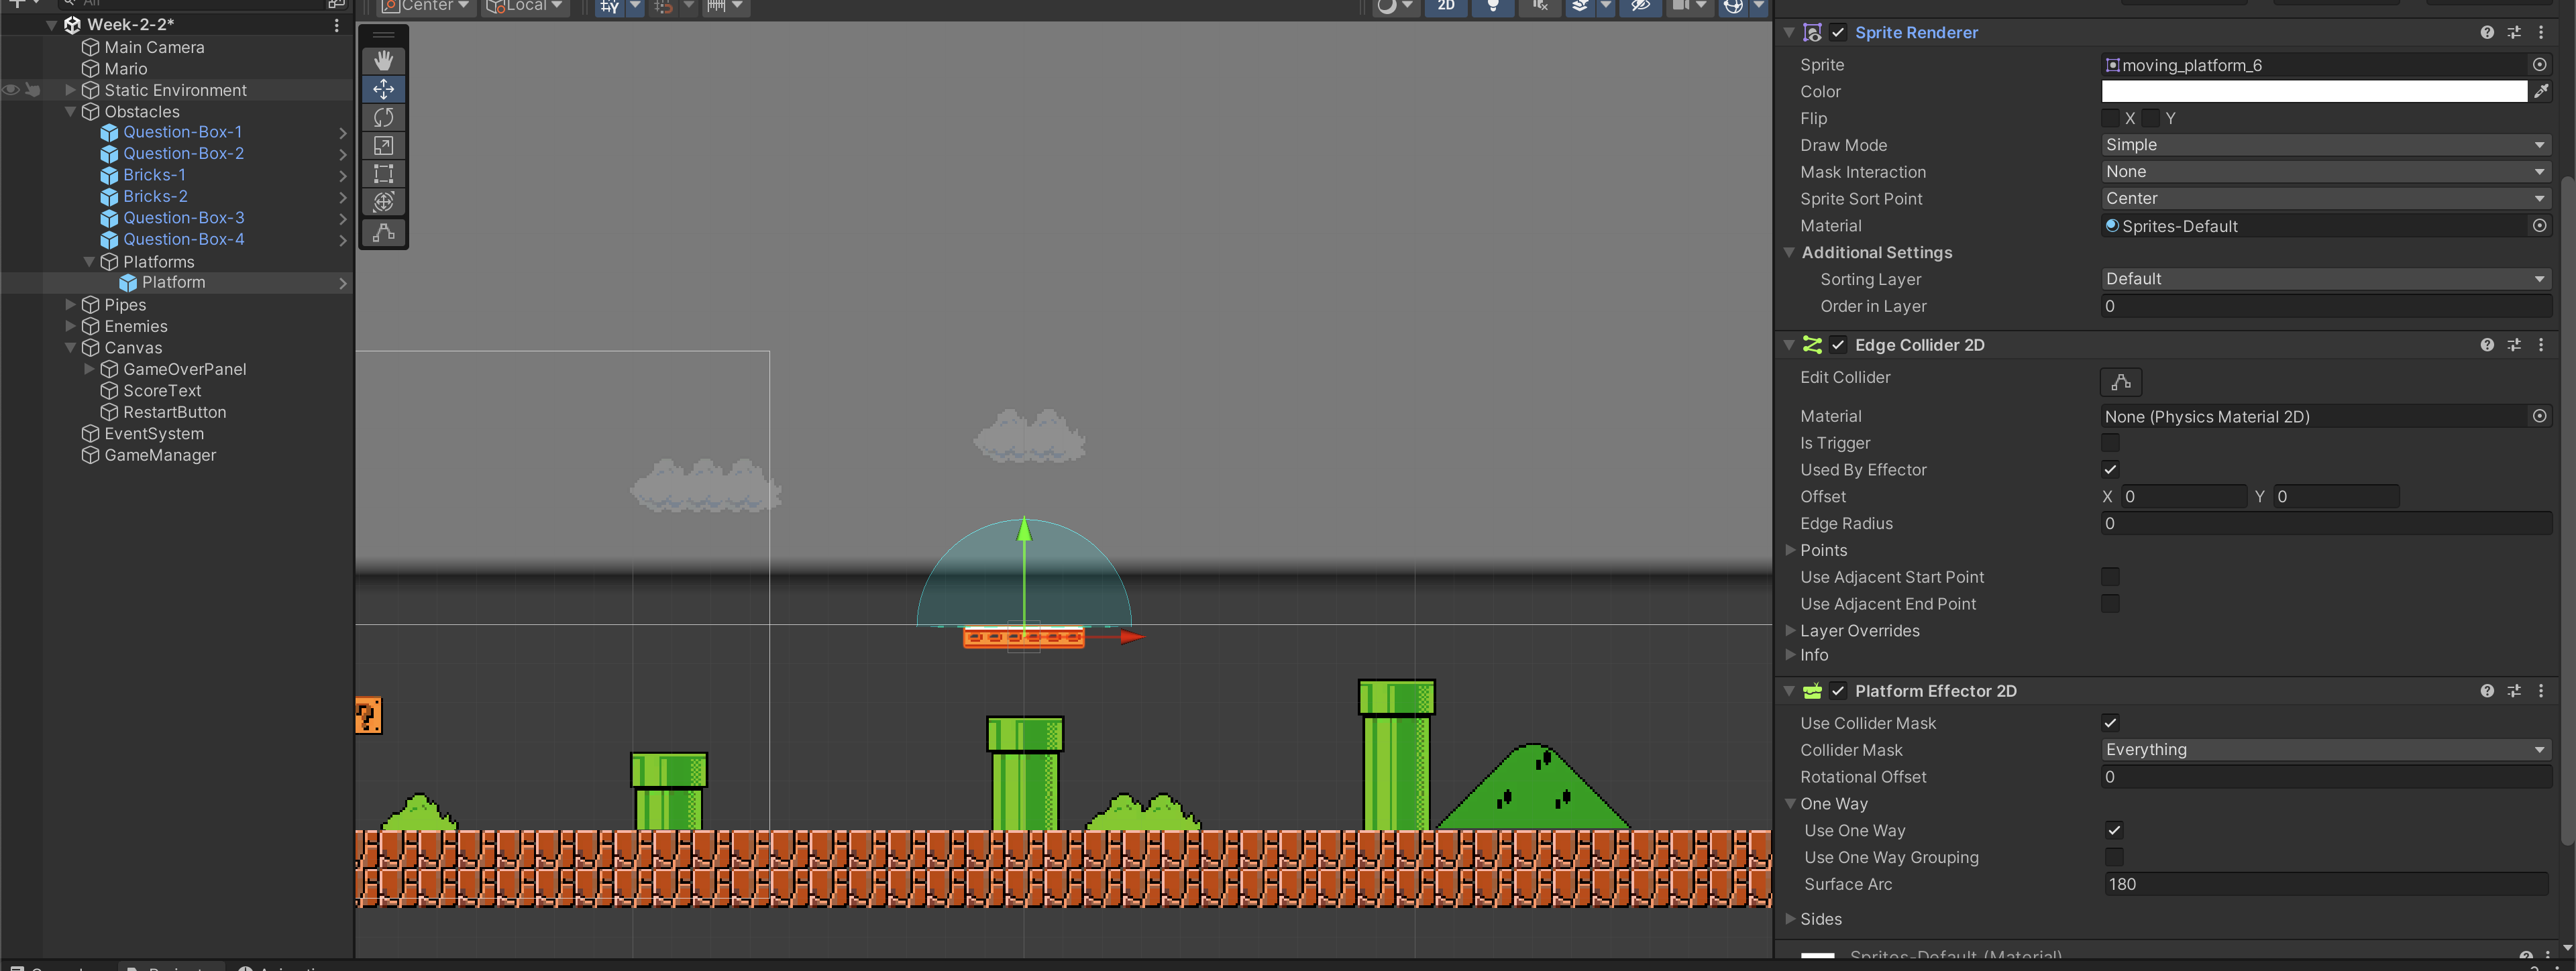 All
Center
Local
2D
Week-2-2*
Main Camera
Mario
Static Environment
Obstacles
Question-Box-1
Question-Box-2
Bricks-1
Bricks-2
Question-Box-3
Question-Box-4
Platforms
Platform
Pipes
Enemies
Canvas
GameOverPanel
ScoreText
RestartButton
EventSystem
GameManager
?
Sprite Renderer
Sprite moving_platform_6
Color
Flip X Y
Draw Mode Simple
Mask Interaction None
Sprite Sort Point Center
Material Sprites-Default
Additional Settings
Sorting Layer Default
Order in Layer 0
Edge Collider 2D
Edit Collider
Material None (Physics Material 2D)
Is Trigger
Used By Effector
Offset X 0 Y 0
Edge Radius 0
Points
Use Adjacent Start Point
Use Adjacent End Point
Layer Overrides
Info
Platform Effector 2D
Use Collider Mask
Collider Mask Everything
Rotational Offset 0
One Way
Use One Way
Use One Way Grouping
Surface Arc 180
Sides
Sprites-Default (Material)